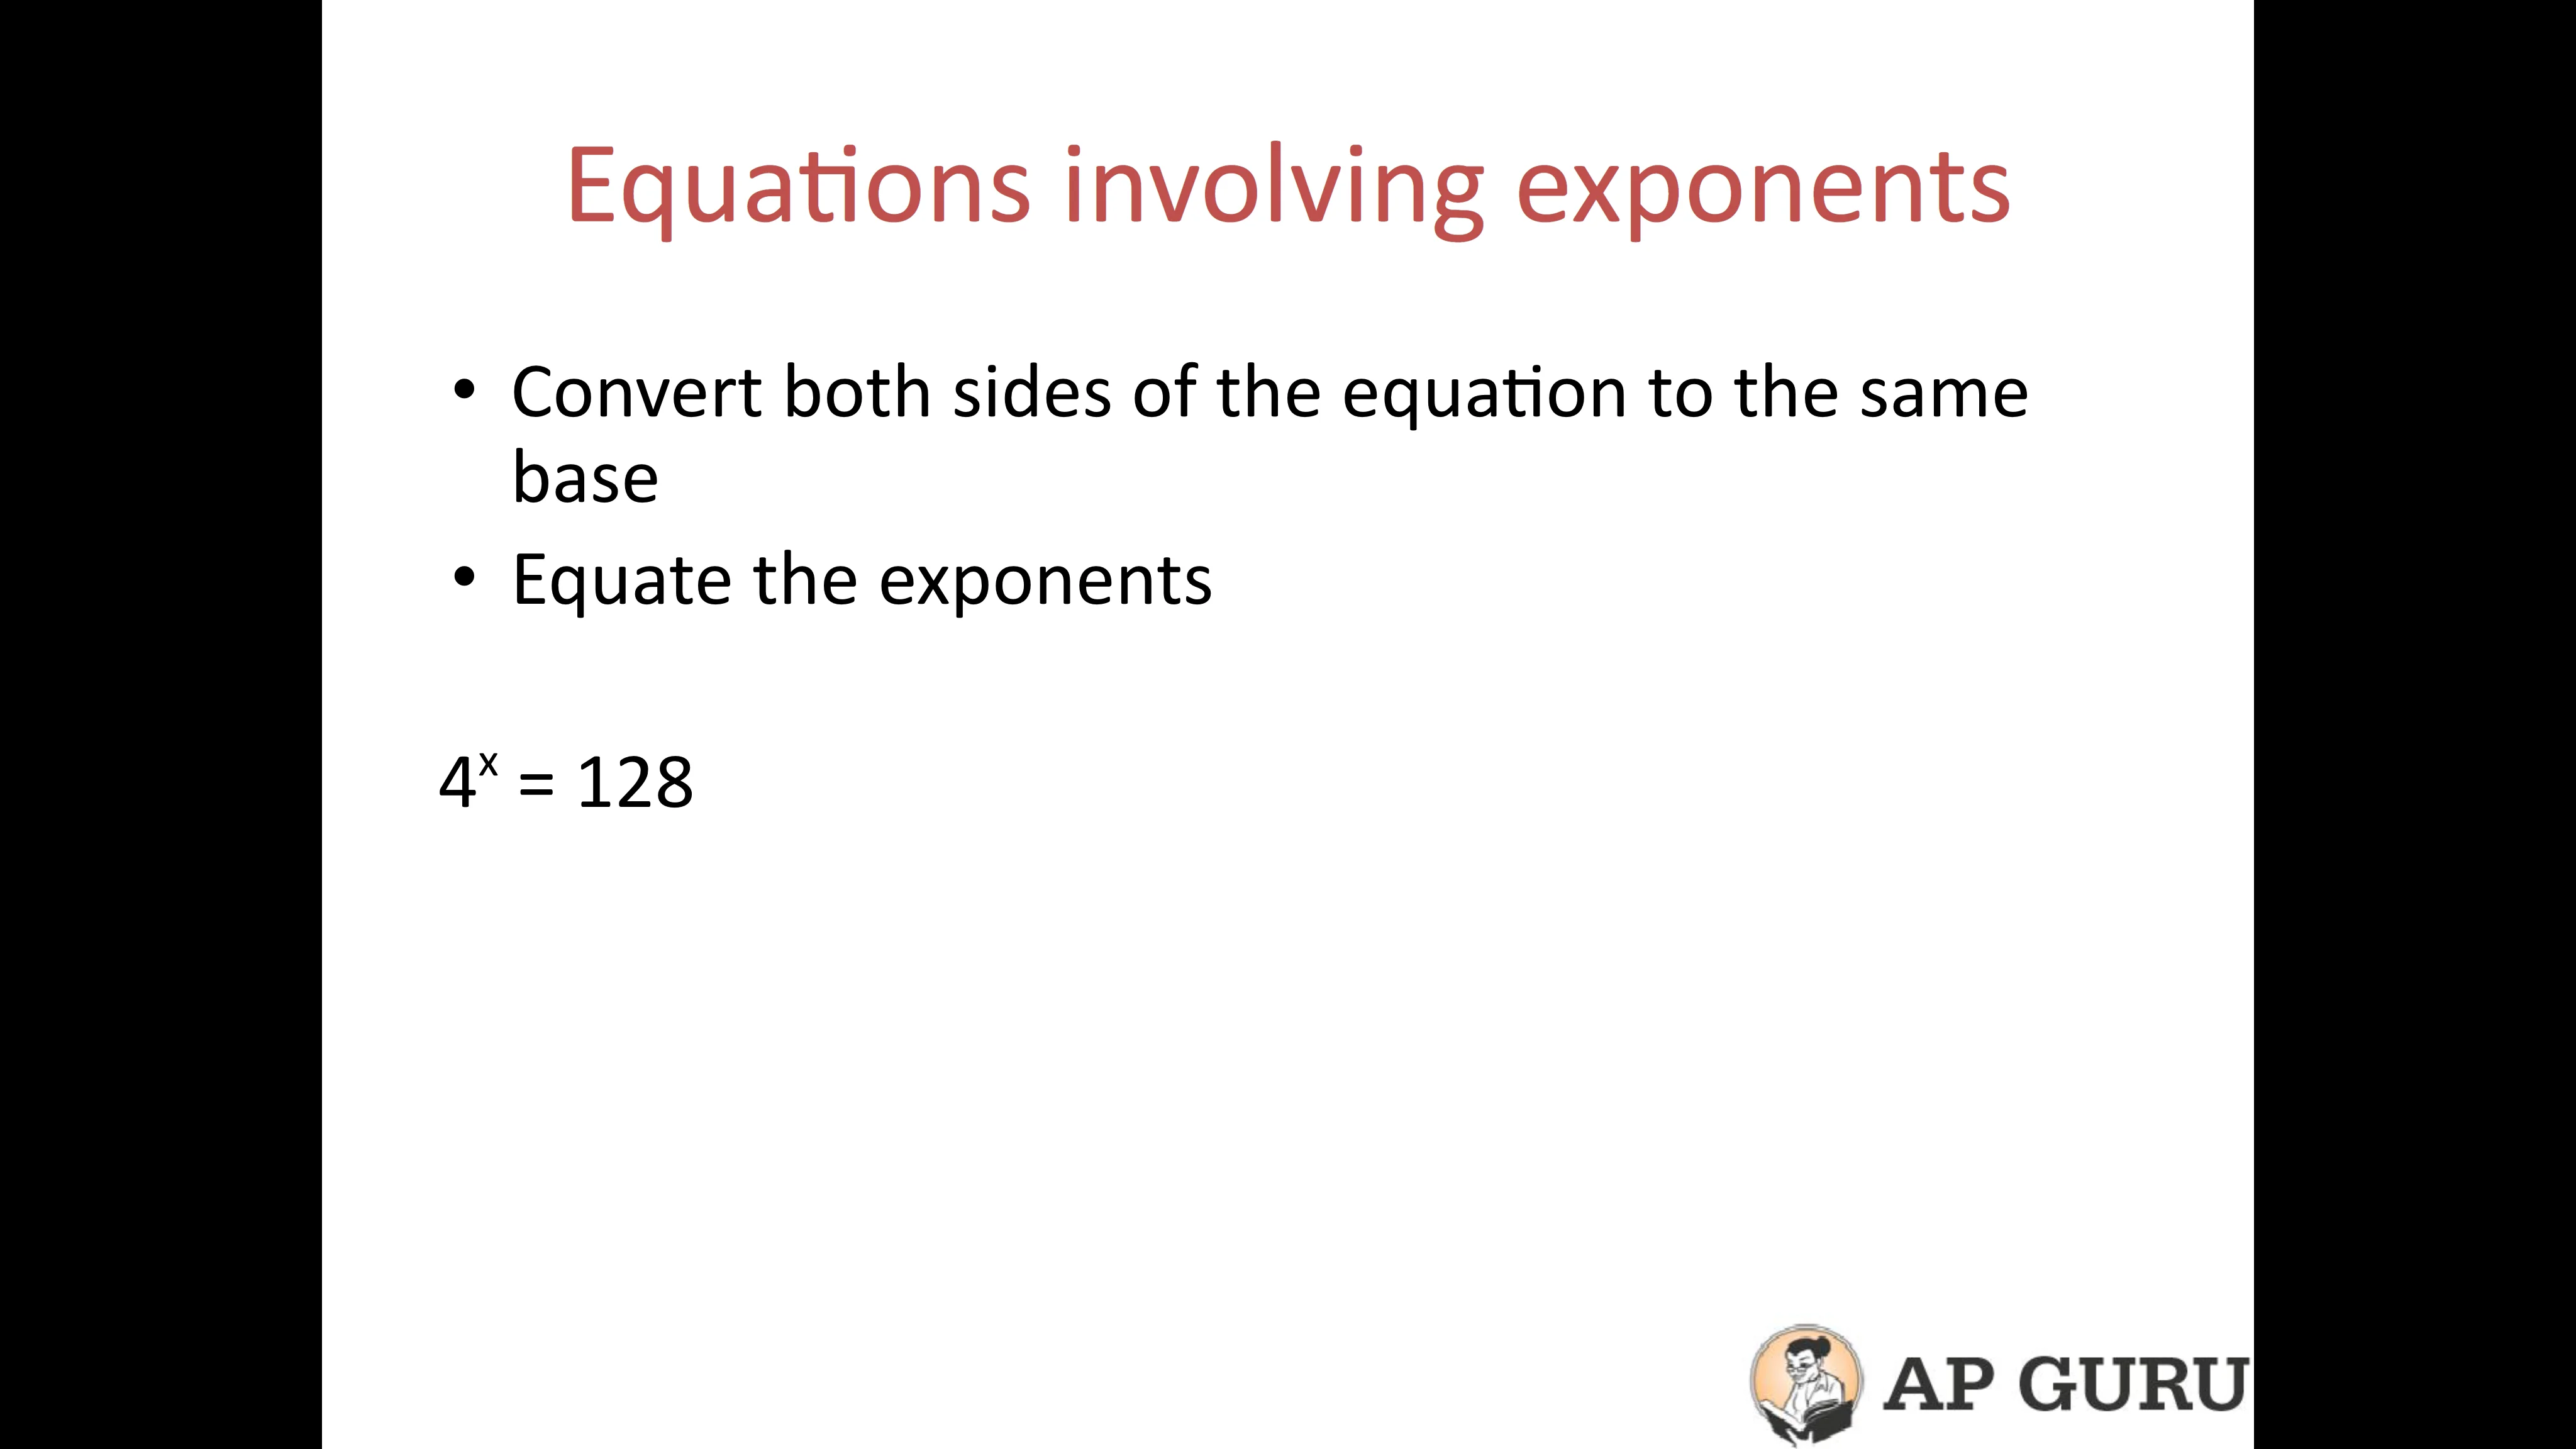 Equations involving exponents
• Convert both sides of the equation to the same
base
• Equate the exponents
4ˣ = 128
AP GURU